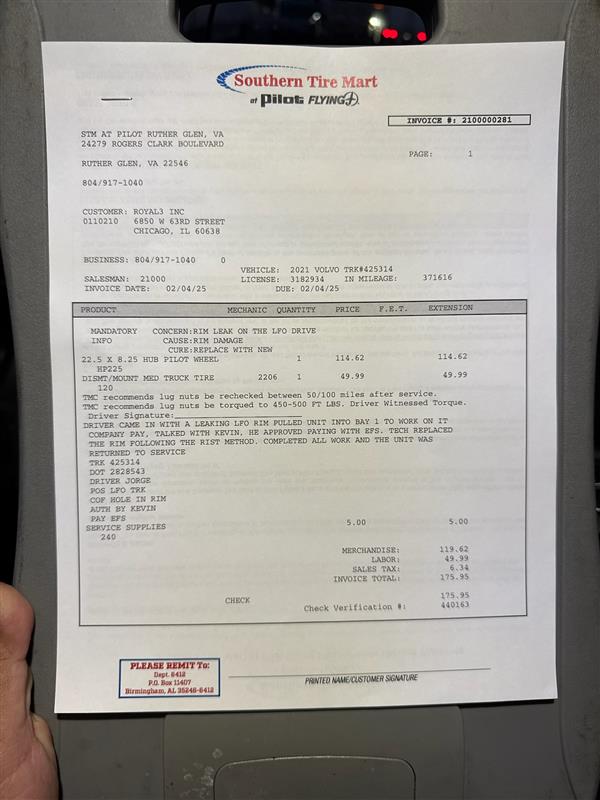 Southern Tire Mart
at Pilot FLYING J
INVOICE #: 2100000281
STM AT PILOT RUTHER GLEN, VA
24279 ROGERS CLARK BOULEVARD
PAGE: 1
RUTHER GLEN, VA 22546
804/917-1040
CUSTOMER: ROYAL3 INC
0110210 6850 W 63RD STREET
CHICAGO, IL 60638
BUSINESS: 804/917-1040 0
VEHICLE: 2021 VOLVO TRK#425314
SALESMAN: 21000 LICENSE: 3182934 IN MILEAGE: 371616
INVOICE DATE: 02/04/25 DUE: 02/04/25
PRODUCT MECHANIC QUANTITY PRICE F.E.T. EXTENSION
MANDATORY CONCERN:RIM LEAK ON THE LFO DRIVE
INFO CAUSE:RIM DAMAGE
CURE:REPLACE WITH NEW
22.5 X 8.25 HUB PILOT WHEEL 1 114.62 114.62
HP225
DISMT/MOUNT MED TRUCK TIRE 2206 1 49.99 49.99
120
TMC recommends lug nuts be rechecked between 50/100 miles after service.
TMC recommends lug nuts be torqued to 450-500 FT LBS. Driver Witnessed Torque.
Driver Signature:
DRIVER CAME IN WITH A LEAKING LFO RIM PULLED UNIT INTO BAY 1 TO WORK ON IT
COMPANY PAY, TALKED WITH KEVIN, HE APPROVED PAYING WITH EFS. TECH REPLACED
THE RIM FOLLOWING THE RIST METHOD. COMPLETED ALL WORK AND THE UNIT WAS
RETURNED TO SERVICE
TRK 425314
DOT 2828543
DRIVER JORGE
POS LFO TRK
COF HOLE IN RIM
AUTH BY KEVIN
PAY EFS
SERVICE SUPPLIES 5.00 5.00
240
MERCHANDISE: 119.62
LABOR: 49.99
SALES TAX: 6.34
INVOICE TOTAL: 175.95
CHECK 175.95
Check Verification #: 440163
PLEASE REMIT To:
Dept. 6412
P.O. Box 11407
Birmingham, AL 35246-6412
PRINTED NAME/CUSTOMER SIGNATURE